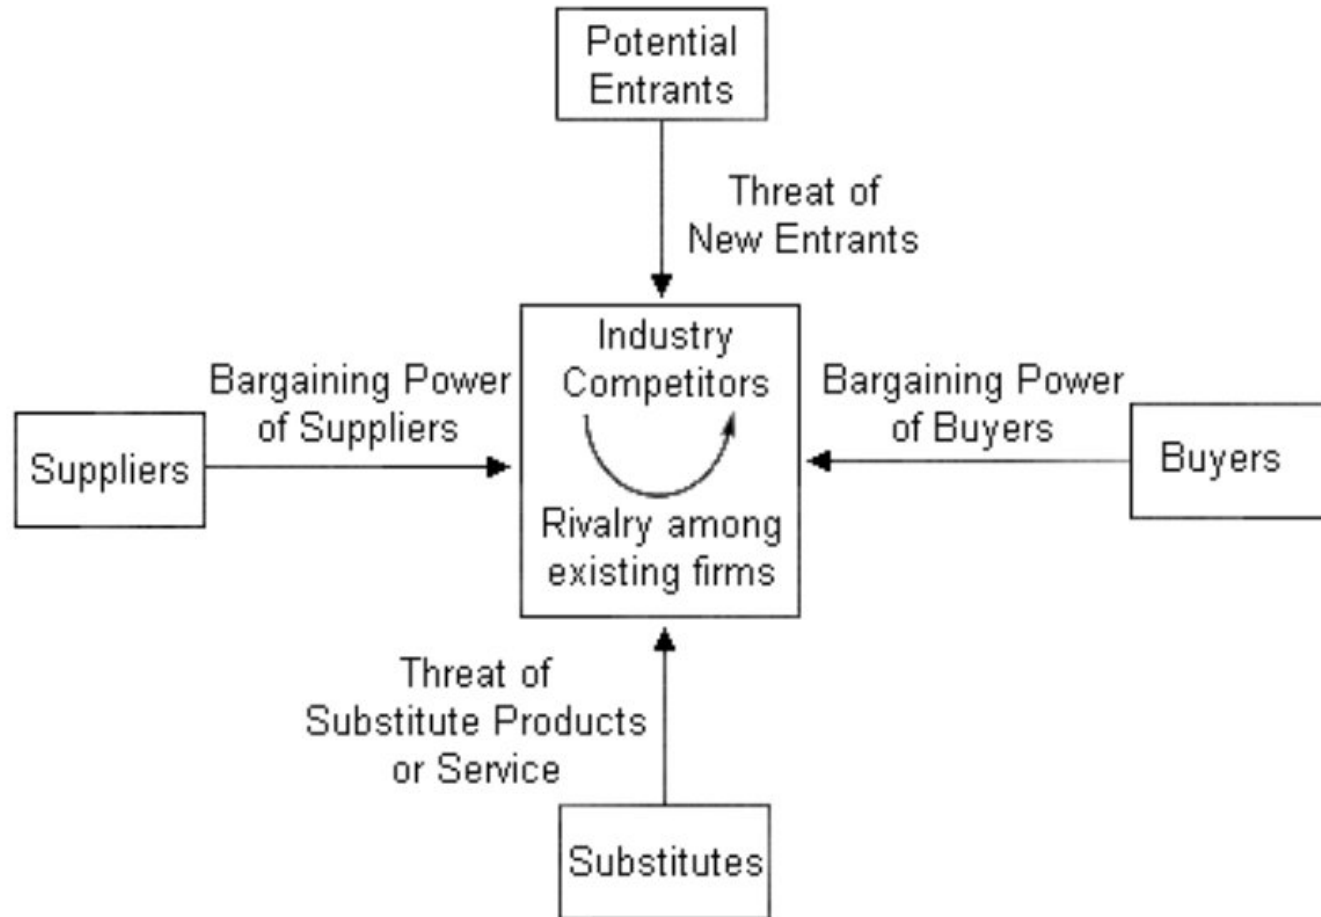 Potential
Entrants
Threat of
New Entrants
Industry
Competitors
Rivalry among
existing firms
Bargaining Power
of Suppliers
Suppliers
Bargaining Power
of Buyers
Buyers
Threat of
Substitute Products
or Service
Substitutes